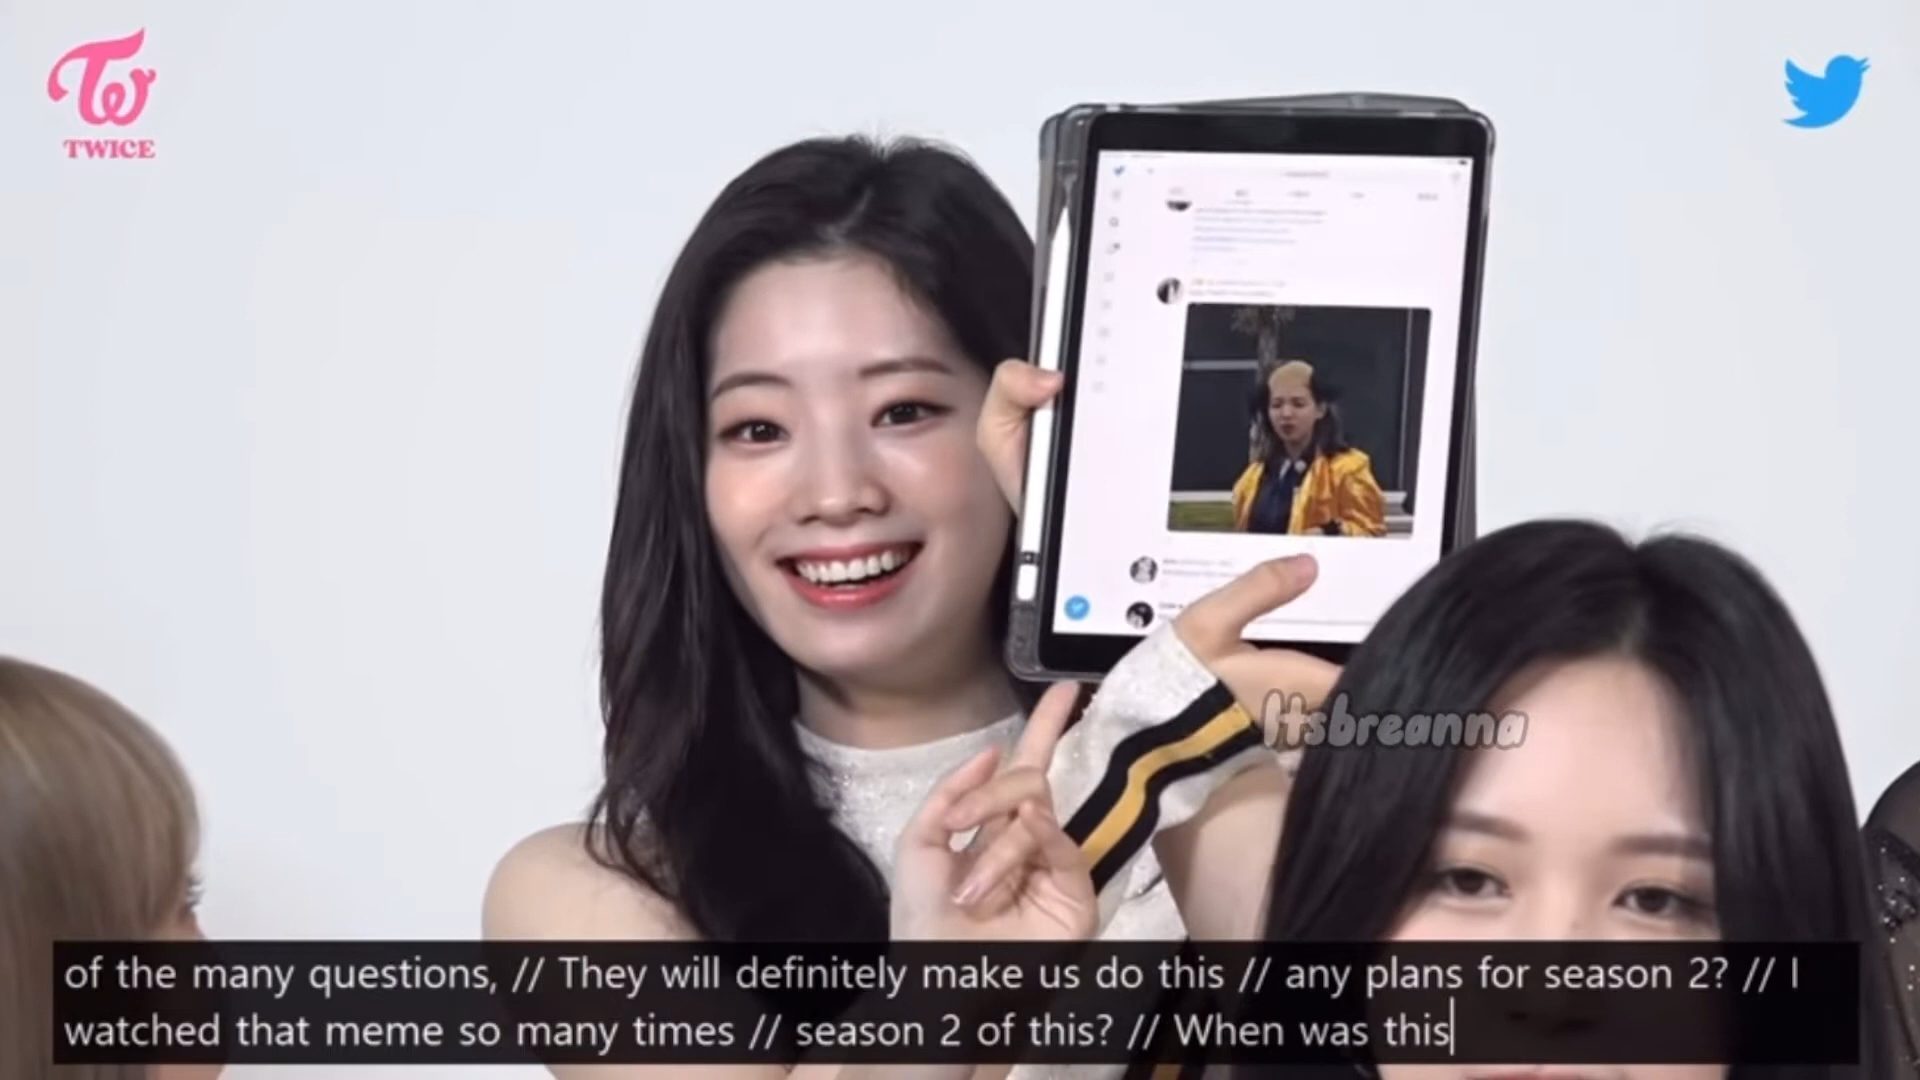 TWICE
Itsbreanna
of the many questions, // They will definitely make us do this // any plans for season 2? // I
watched that meme so many times // season 2 of this? // When was this